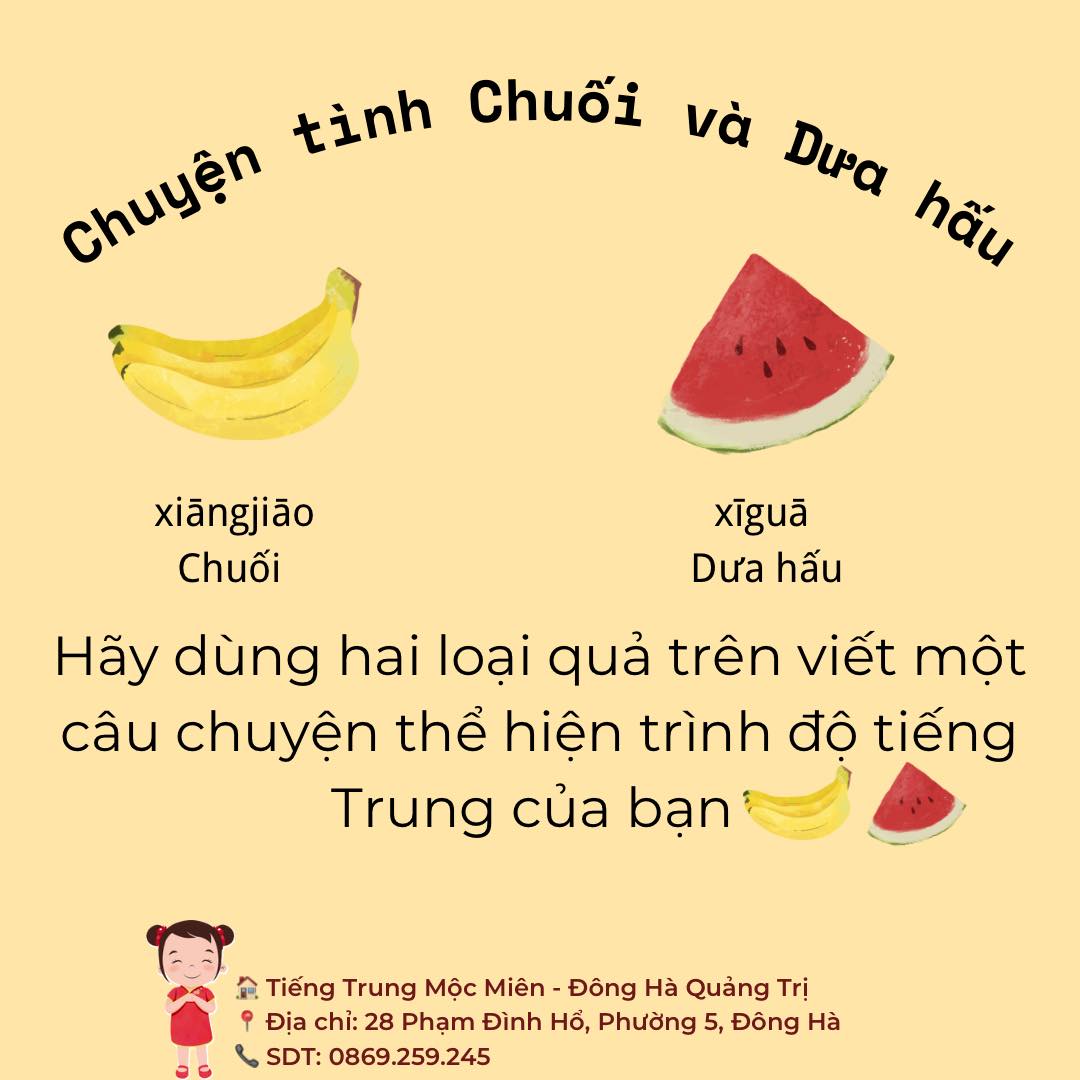 Chuyện tình Chuối và Dưa hấu
xiāngjiāo
Chuối
xīguā
Dưa hấu
Hãy dùng hai loại quả trên viết một
câu chuyện thể hiện trình độ tiếng
Trung của bạn
Tiếng Trung Mộc Miên - Đông Hà Quảng Trị
Địa chỉ: 28 Phạm Đình Hổ, Phường 5, Đông Hà
SDT: 0869.259.245